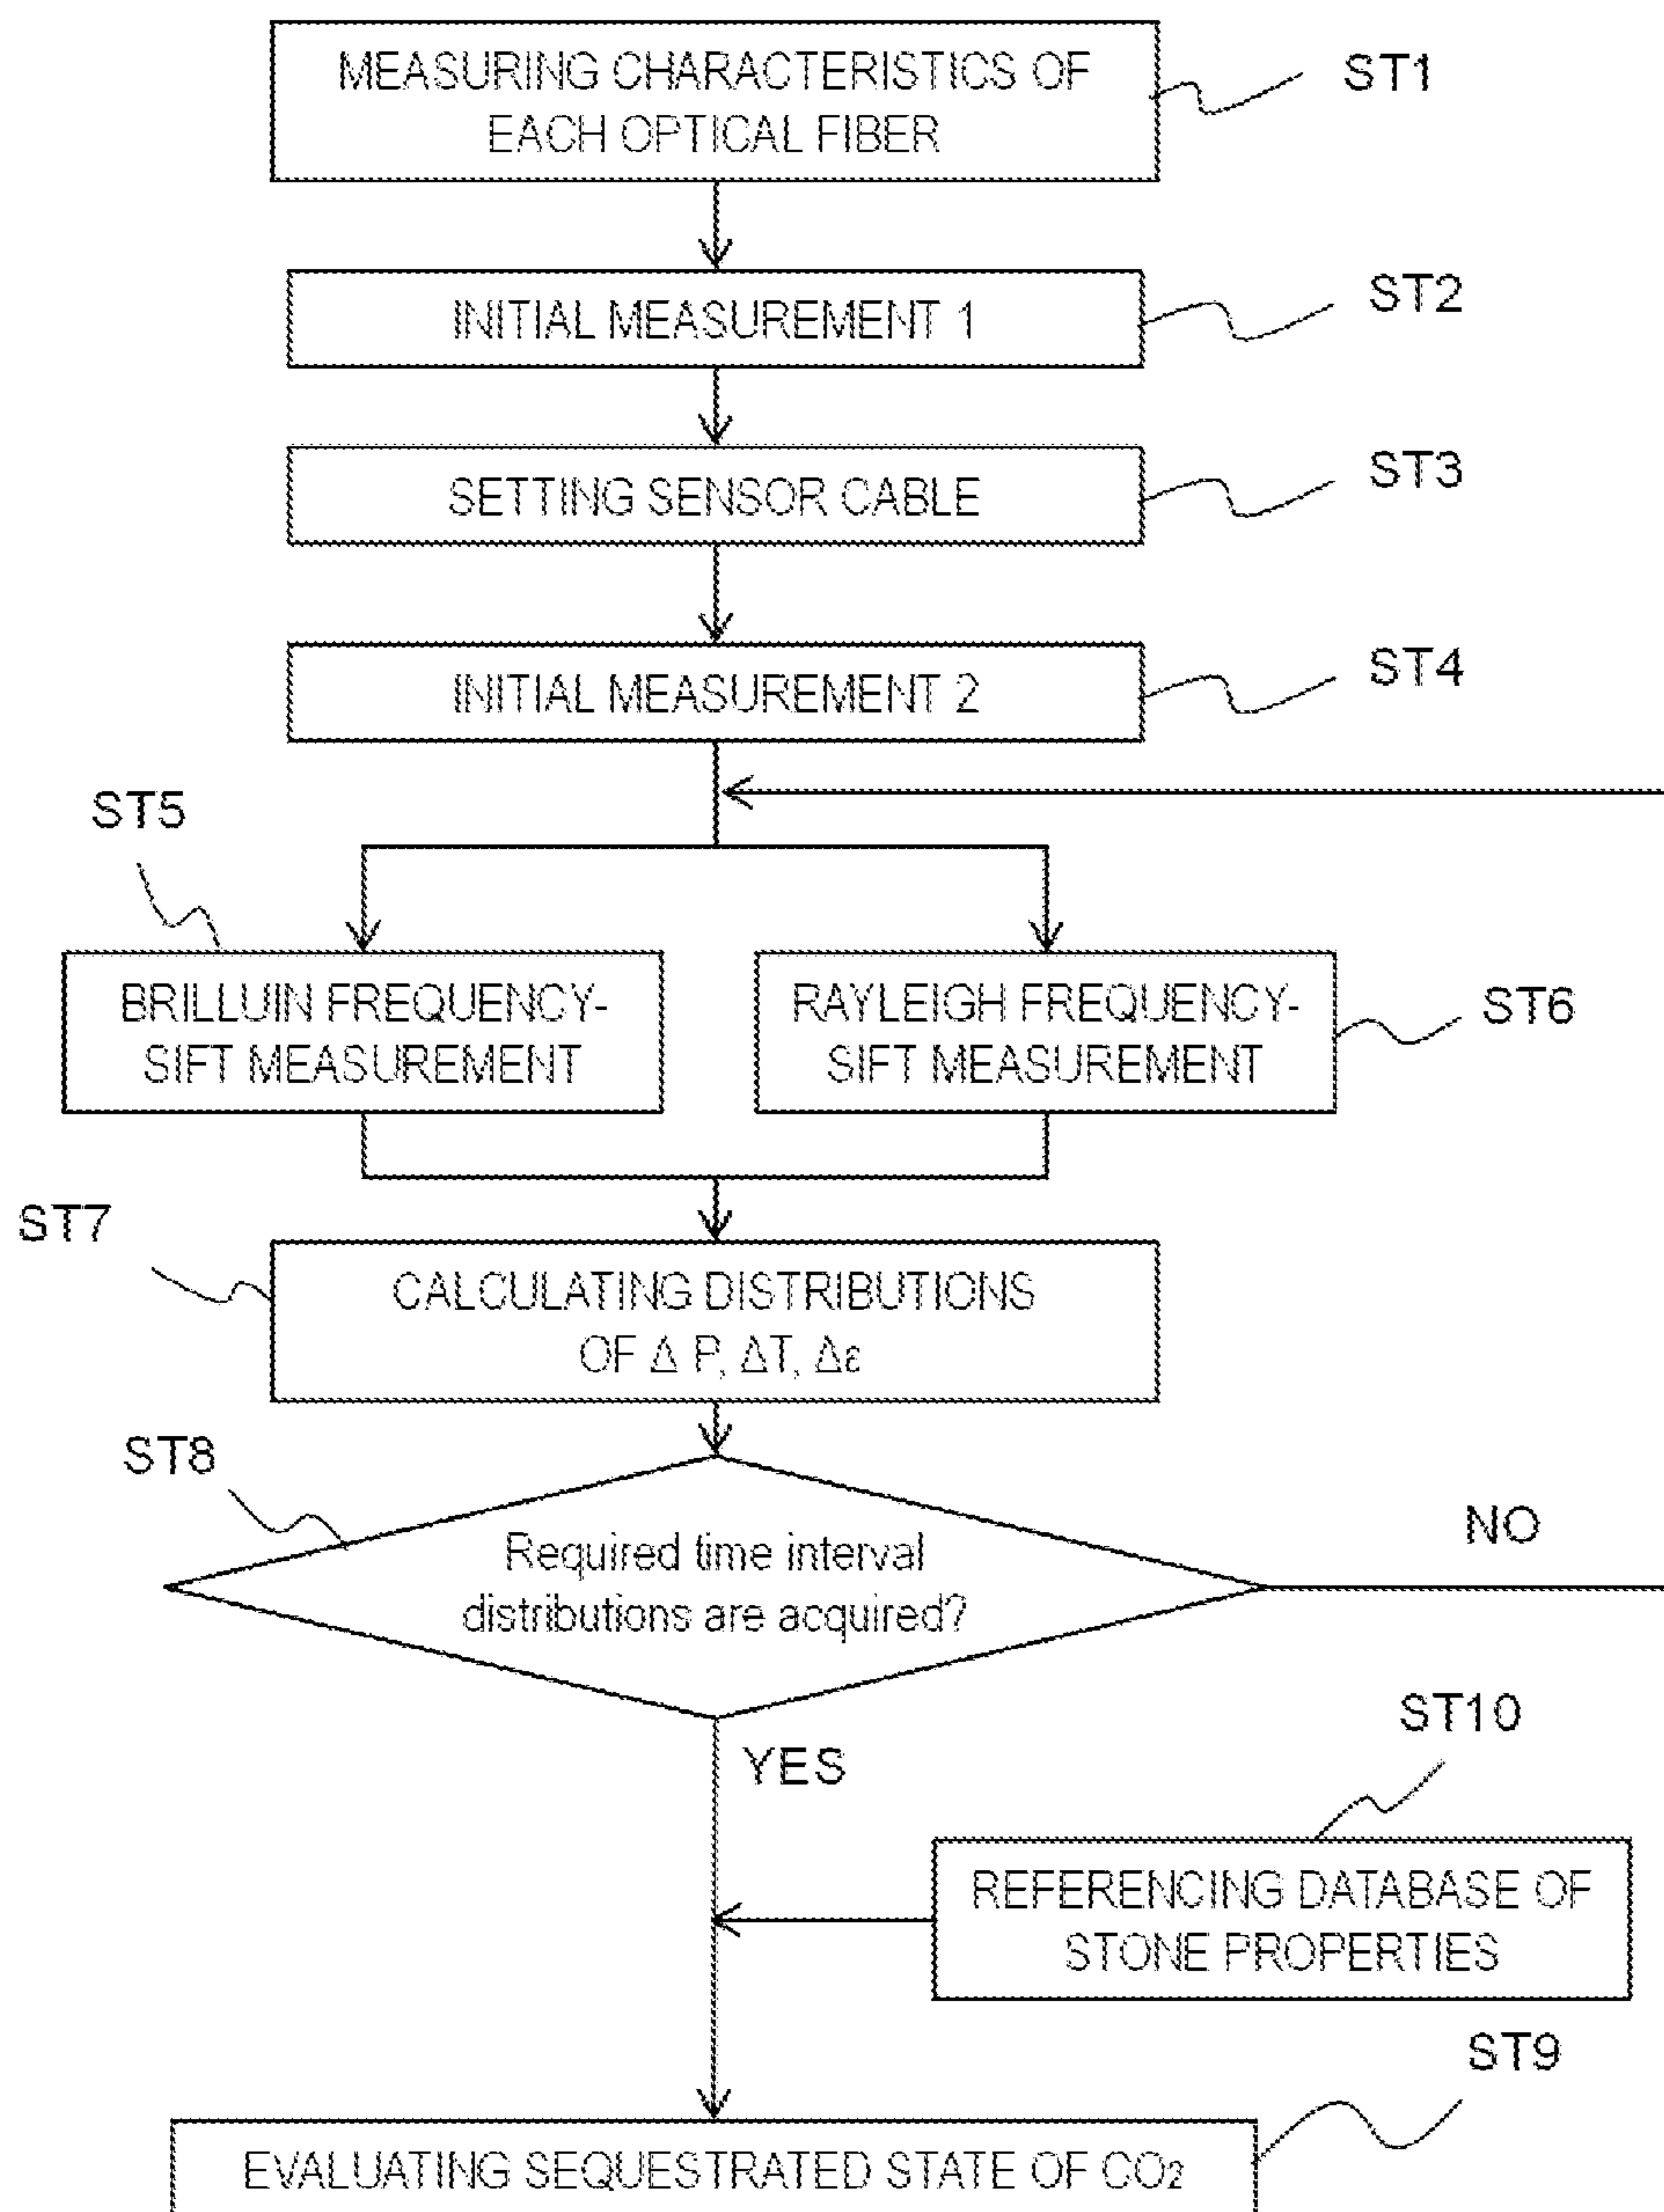 MEASURING CHARACTERISTICS OF
EACH OPTICAL FIBER
ST1
INITIAL MEASUREMENT 1
ST2
SETTING SENSOR CABLE
ST3
INITIAL MEASUREMENT 2
ST4
ST5
BRILLUIN FREQUENCY-
SIFT MEASUREMENT
RAYLEIGH FREQUENCY-
SIFT MEASUREMENT
ST6
ST7
CALCULATING DISTRIBUTIONS
OF Δ P, ΔT, Δε
ST8
Required time interval
distributions are acquired?
NO
YES
ST10
REFERENCING DATABASE OF
STONE PROPERTIES
ST9
EVALUATING SEQUESTRATED STATE OF CO₂